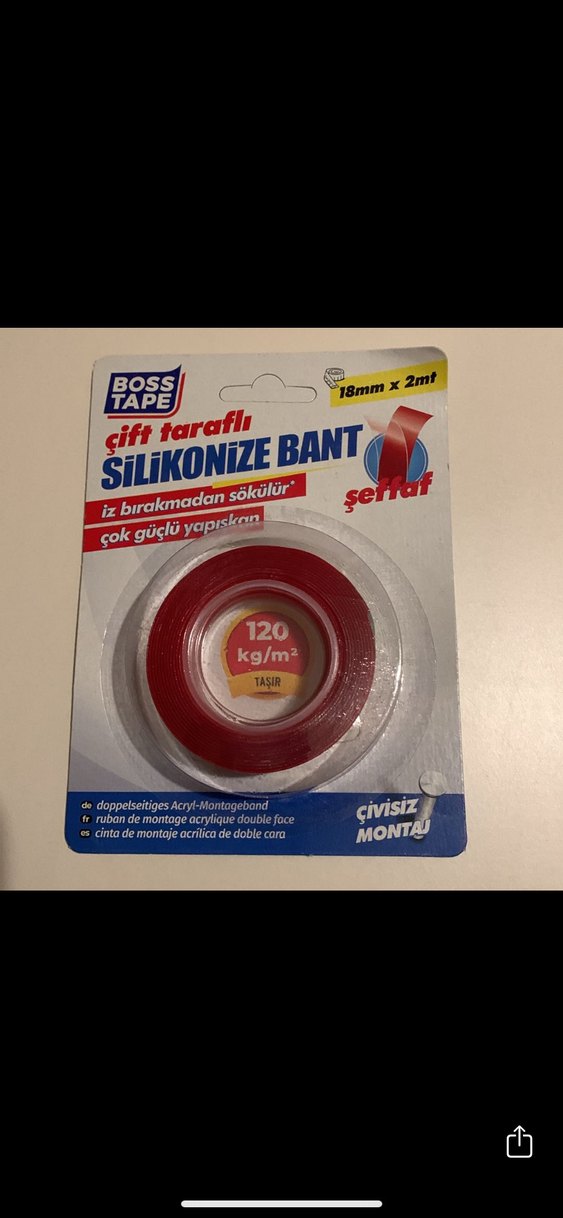 BOSS
TAPE
18mm x 2mt
çift taraflı
SİLİKONİZE BANT
şeffaf
iz bırakmadan sökülür*
çok güçlü yapışkan
120
kg/m²
TAŞIR
de doppelseitiges Acryl-Montageband
fr ruban de montage acrylique double face
es cinta de montaje acrílica de doble cara
ÇİVİSİZ
MONTAJ